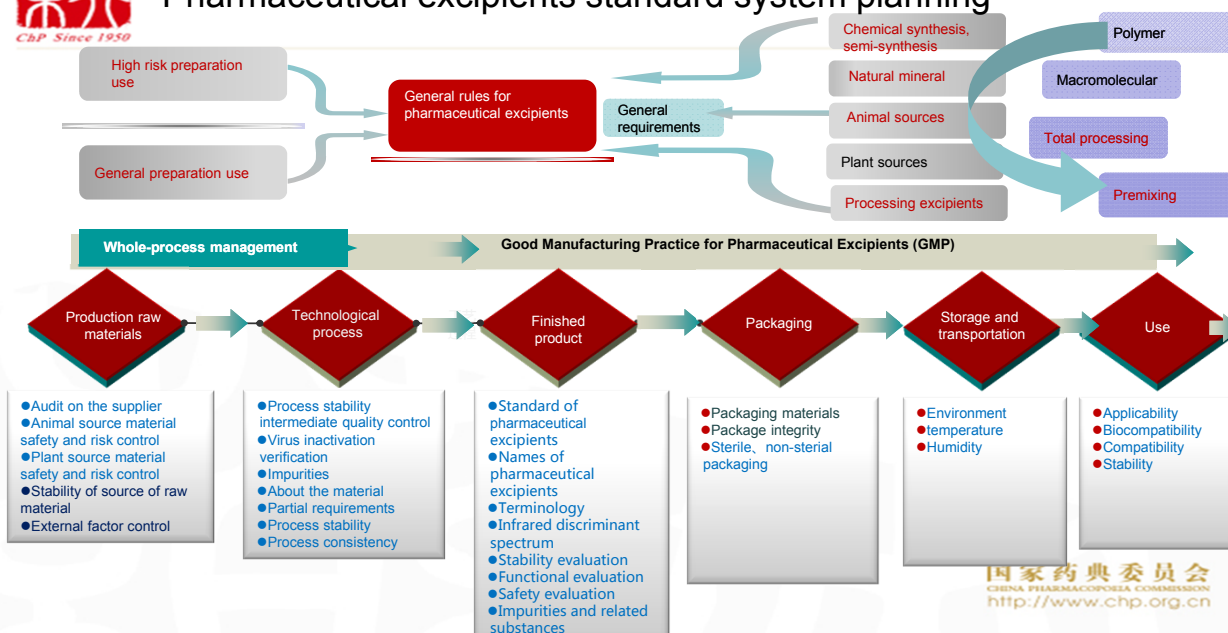 Pharmaceutical excipients standard system planning
ChP Since 1950
High risk preparation
use
General preparation use
General rules for
pharmaceutical excipients
General
requirements
Chemical synthesis,
semi-synthesis
Natural mineral
Animal sources
Plant sources
Processing excipients
Polymer
Macromolecular
Total processing
Premixing
Whole-process management
Good Manufacturing Practice for Pharmaceutical Excipients (GMP)
Production raw
materials
Technological
process
Finished
product
Packaging
Storage and
transportation
Use
●Audit on the supplier
●Animal source material
safety and risk control
●Plant source material
safety and risk control
●Stability of source of raw
material
●External factor control
●Process stability
intermediate quality control
●Virus inactivation
verification
●Impurities
●About the material
●Partial requirements
●Process stability
●Process consistency
●Standard of
pharmaceutical
excipients
●Names of
pharmaceutical
excipients
●Terminology
●Infrared discriminant
spectrum
●Stability evaluation
●Functional evaluation
●Safety evaluation
●Impurities and related
substances
●Packaging materials
●Package integrity
●Sterile、non-sterial
packaging
●Environment
●temperature
●Humidity
●Applicability
●Biocompatibility
●Compatibility
●Stability
国家药典委员会
CHINA PHARMACOPOEIA COMMISSION
http://www.chp.org.cn